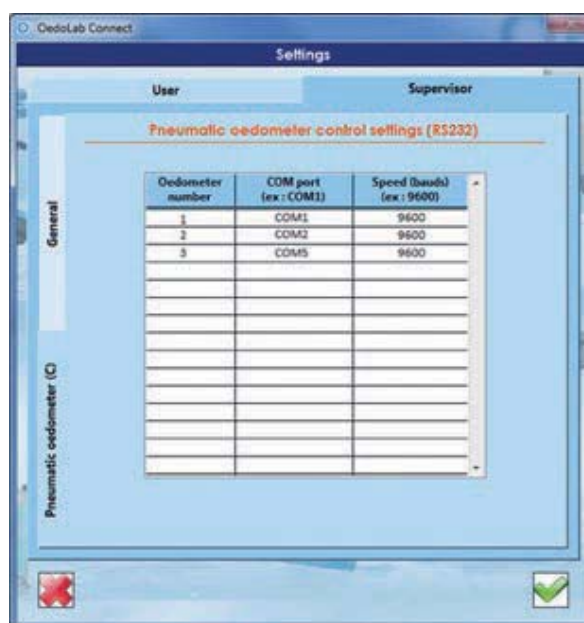 OedoLab Connect
Settings
User Supervisor
Pneumatic oedometer control settings (RS232)
General
Pneumatic oedometer (C)
Oedometer number COM port (ex : COM1) Speed (bauds) (ex : 9600)
1 COM1 9600
2 COM2 9600
3 COM5 9600